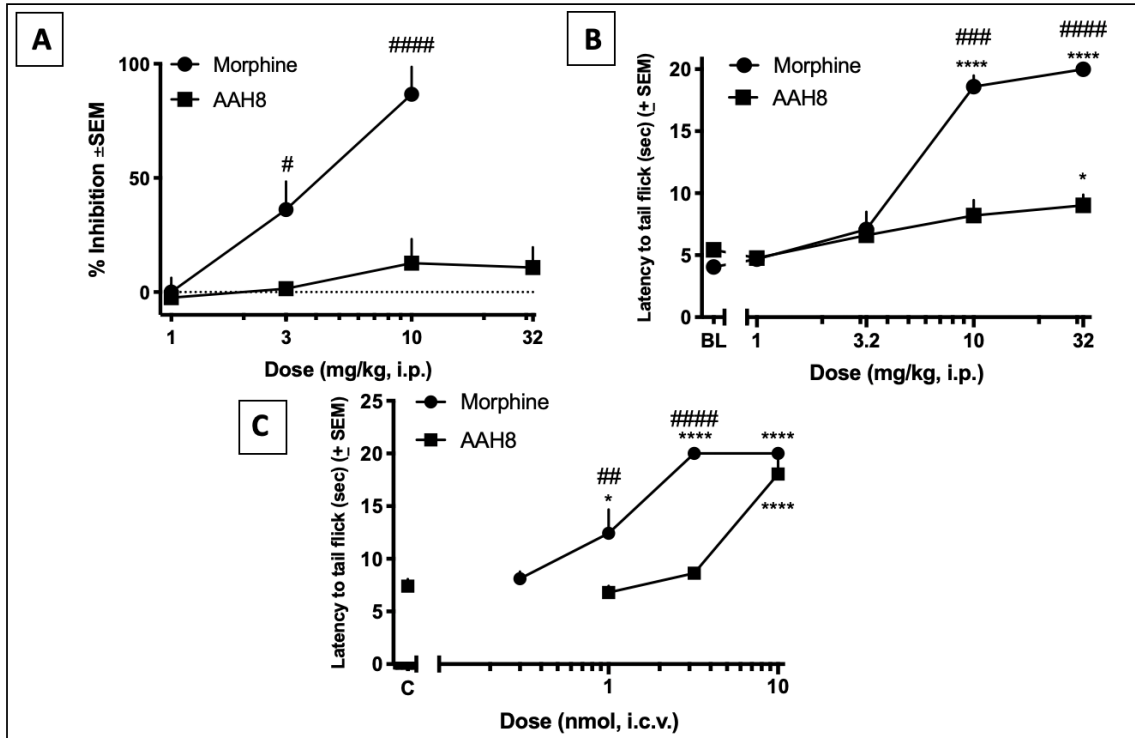 A
% Inhibition ±SEM
100
50
0
Morphine
AAH8
#
####
1
3
10
32
Dose (mg/kg, i.p.)
B
Latency to tail flick (sec) (± SEM)
20
15
10
5
0
Morphine
AAH8
###
****
####
****
*
BL
1
3.2
10
32
Dose (mg/kg, i.p.)
C
Latency to tail flick (sec) (± SEM)
25
20
15
10
5
0
Morphine
AAH8
##
*
####
****
****
****
C
1
10
Dose (nmol, i.c.v.)